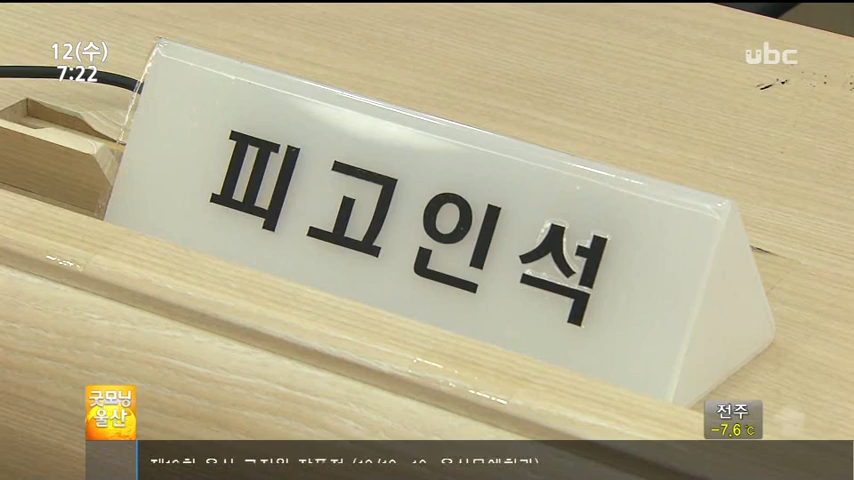 12(수)
7:22
ubc
피고인석
굿모닝
울산
전주
-7.6℃